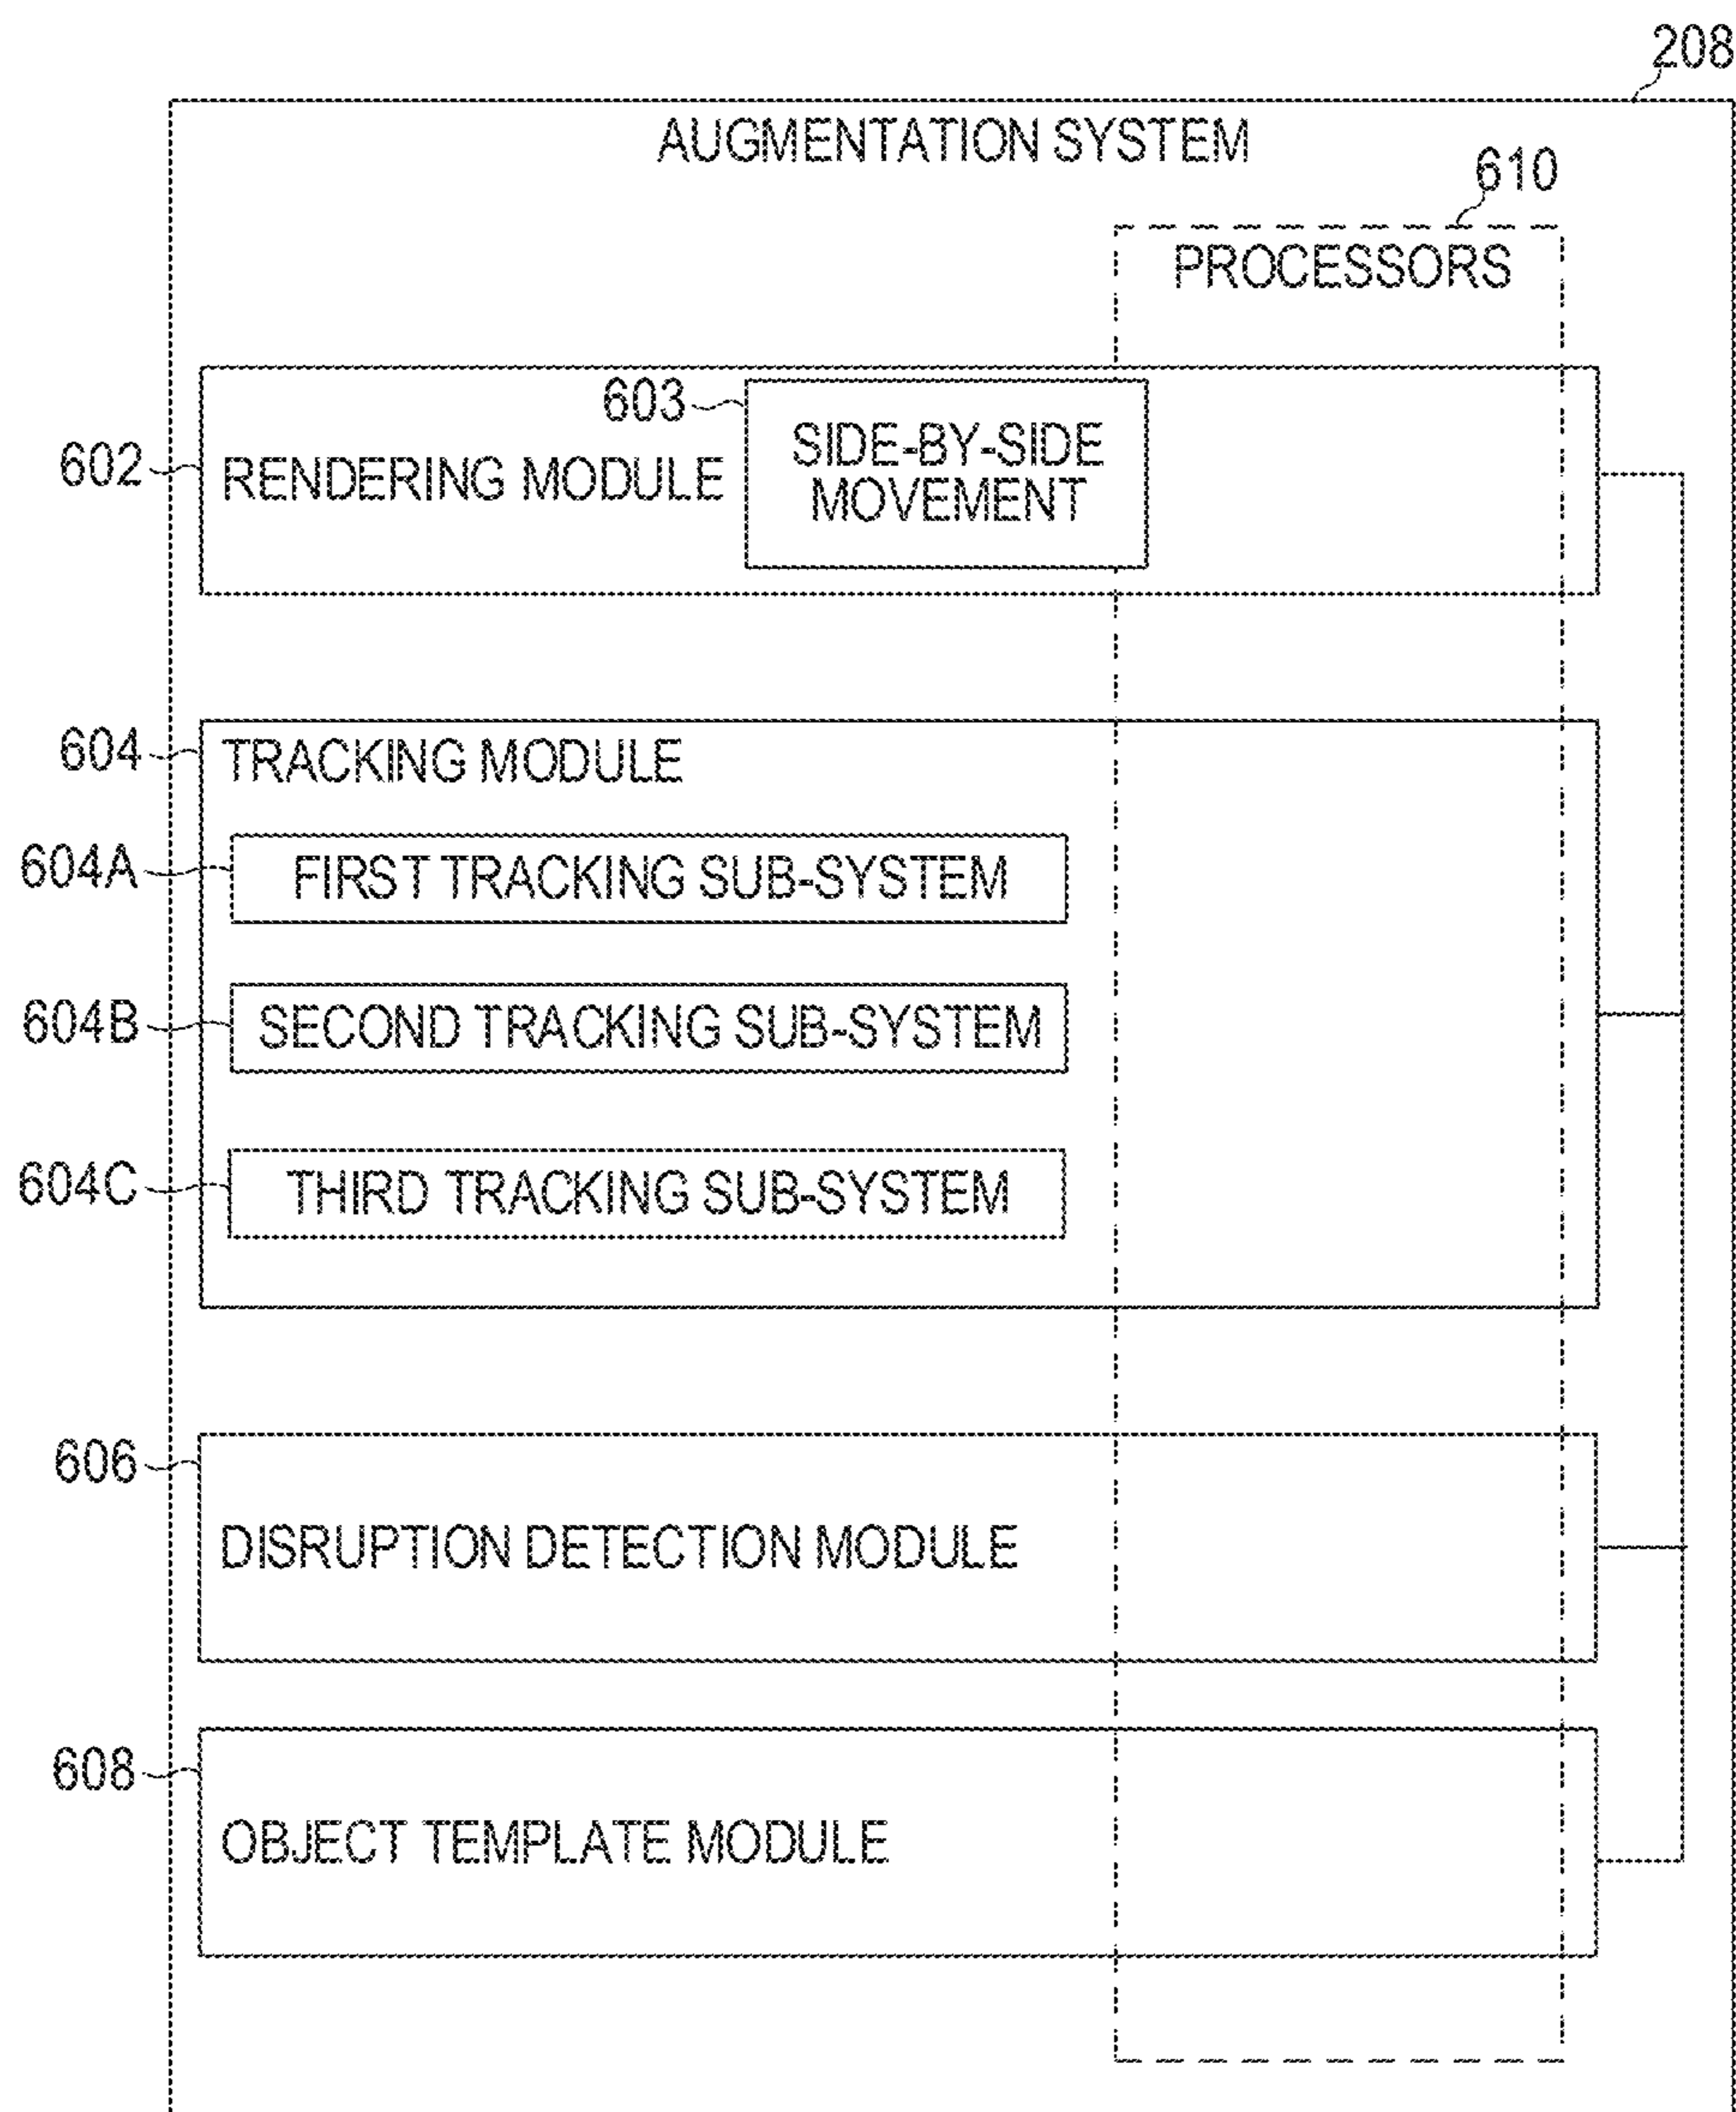 208
AUGMENTATION SYSTEM
610
PROCESSORS
603
SIDE-BY-SIDE
MOVEMENT
602
RENDERING MODULE
604
TRACKING MODULE
604A
FIRST TRACKING SUB-SYSTEM
604B
SECOND TRACKING SUB-SYSTEM
604C
THIRD TRACKING SUB-SYSTEM
606
DISRUPTION DETECTION MODULE
608
OBJECT TEMPLATE MODULE